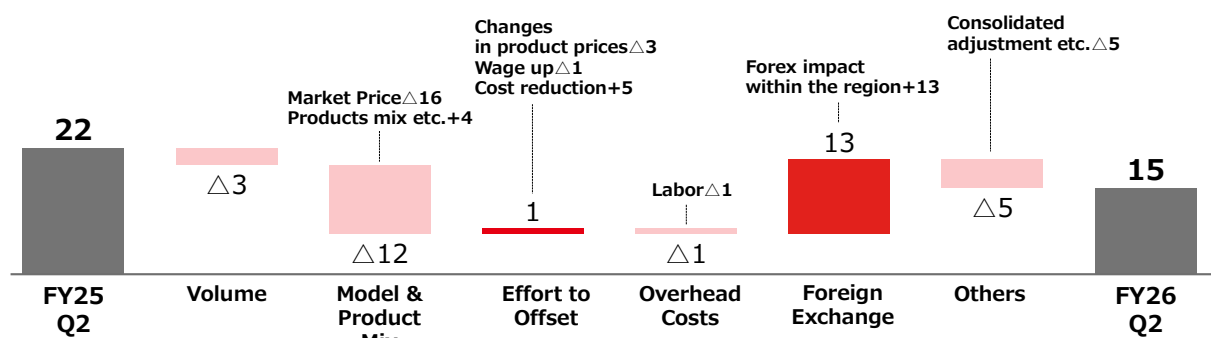 Changes
in product prices△3
Wage up△1
Cost reduction+5
Consolidated
adjustment etc.△5
Market Price△16
Products mix etc.+4
Forex impact
within the region+13
22
△3
△12
1
Labor△1
△1
13
△5
15
FY25
Q2
Volume
Model &
Product
Mix
Effort to
Offset
Overhead
Costs
Foreign
Exchange
Others
FY26
Q2